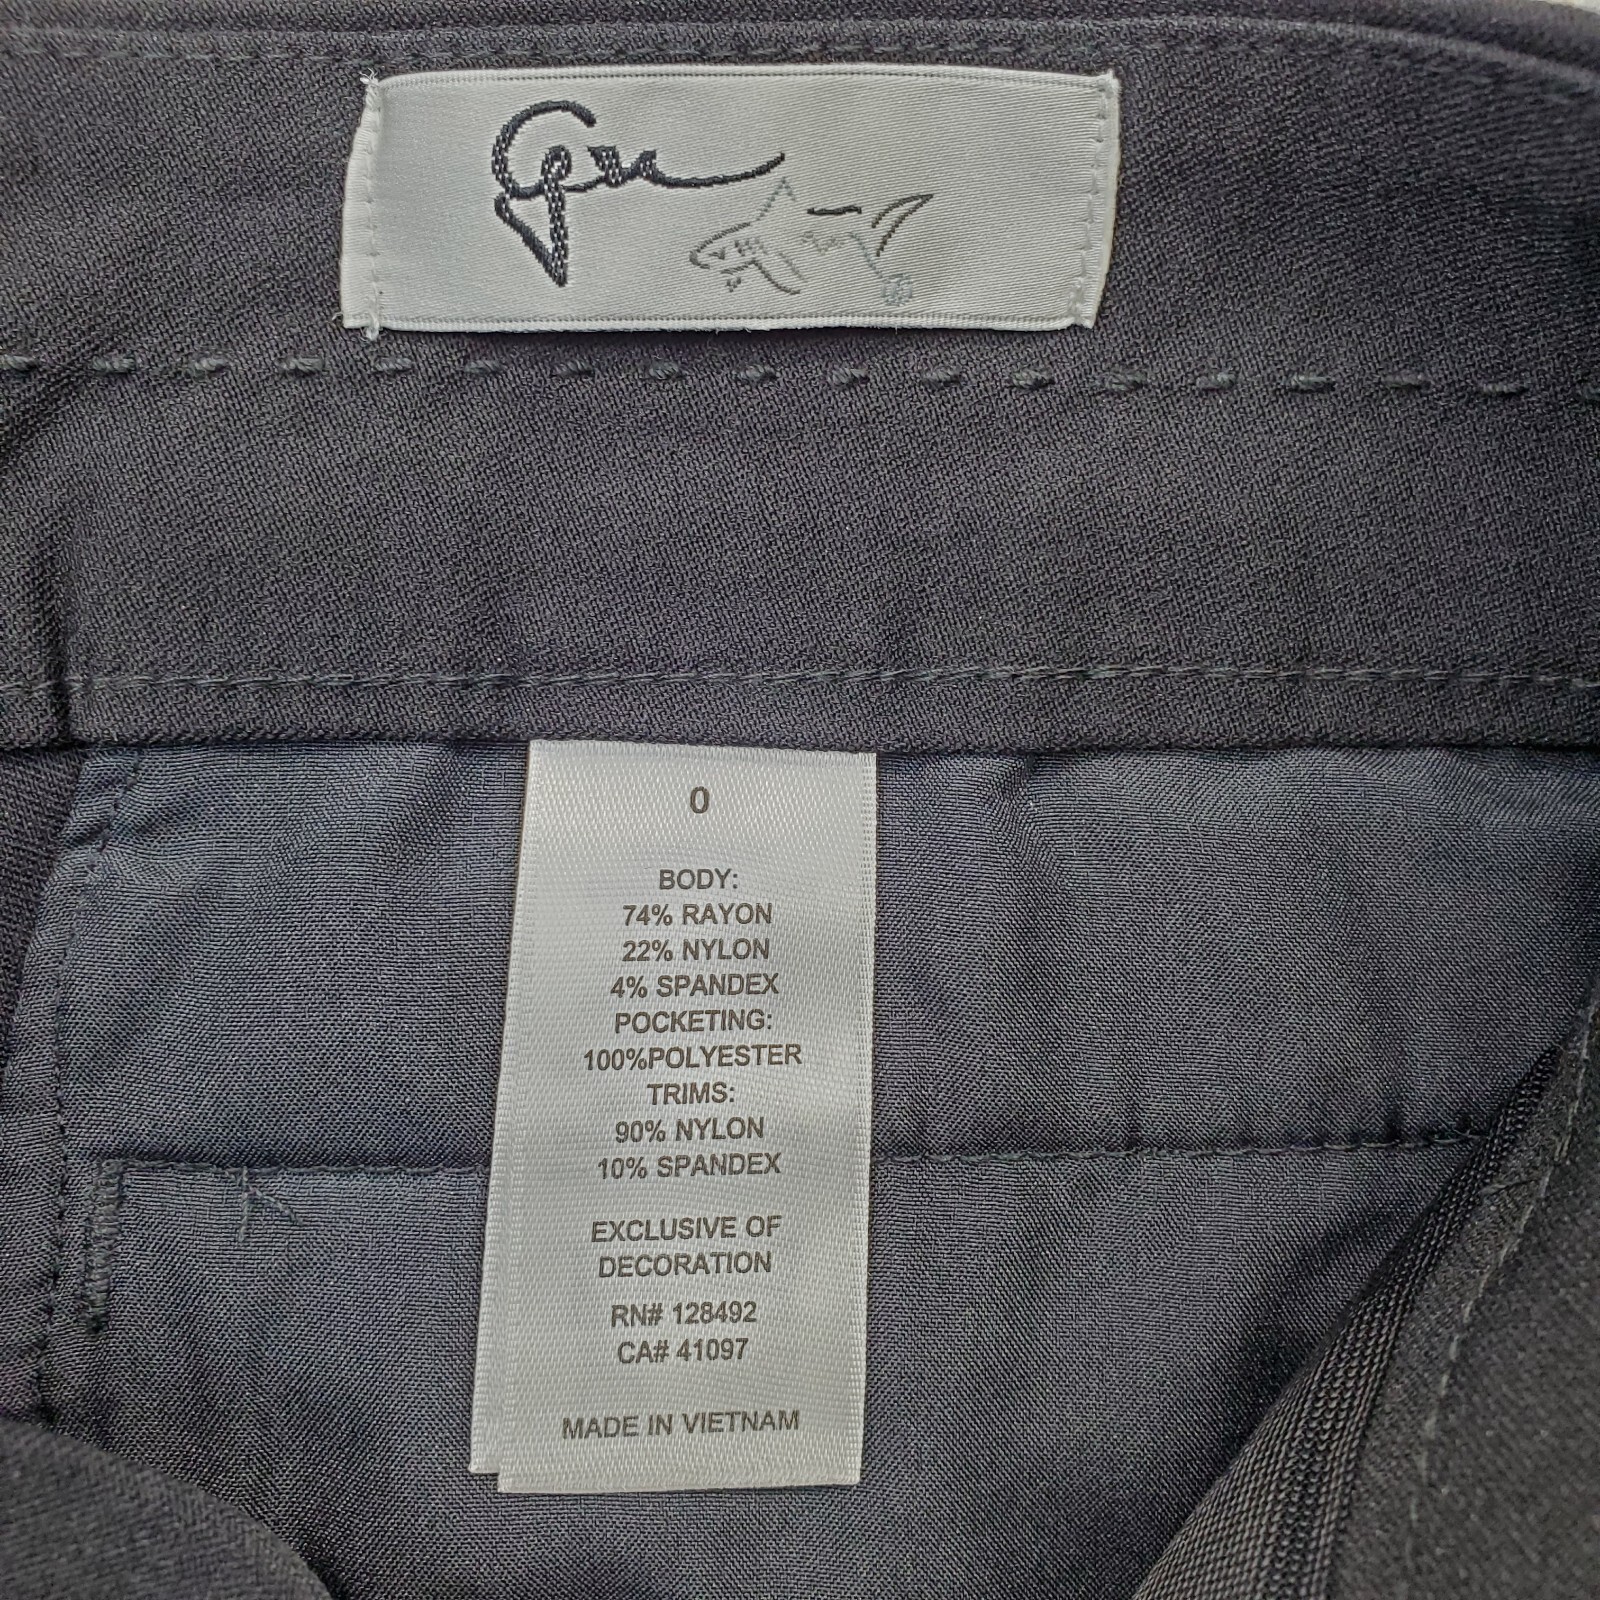 0
BODY:
74% RAYON
22% NYLON
4% SPANDEX
POCKETING:
100%POLYESTER
TRIMS:
90% NYLON
10% SPANDEX
EXCLUSIVE OF
DECORATION
RN# 128492
CA# 41097
MADE IN VIETNAM